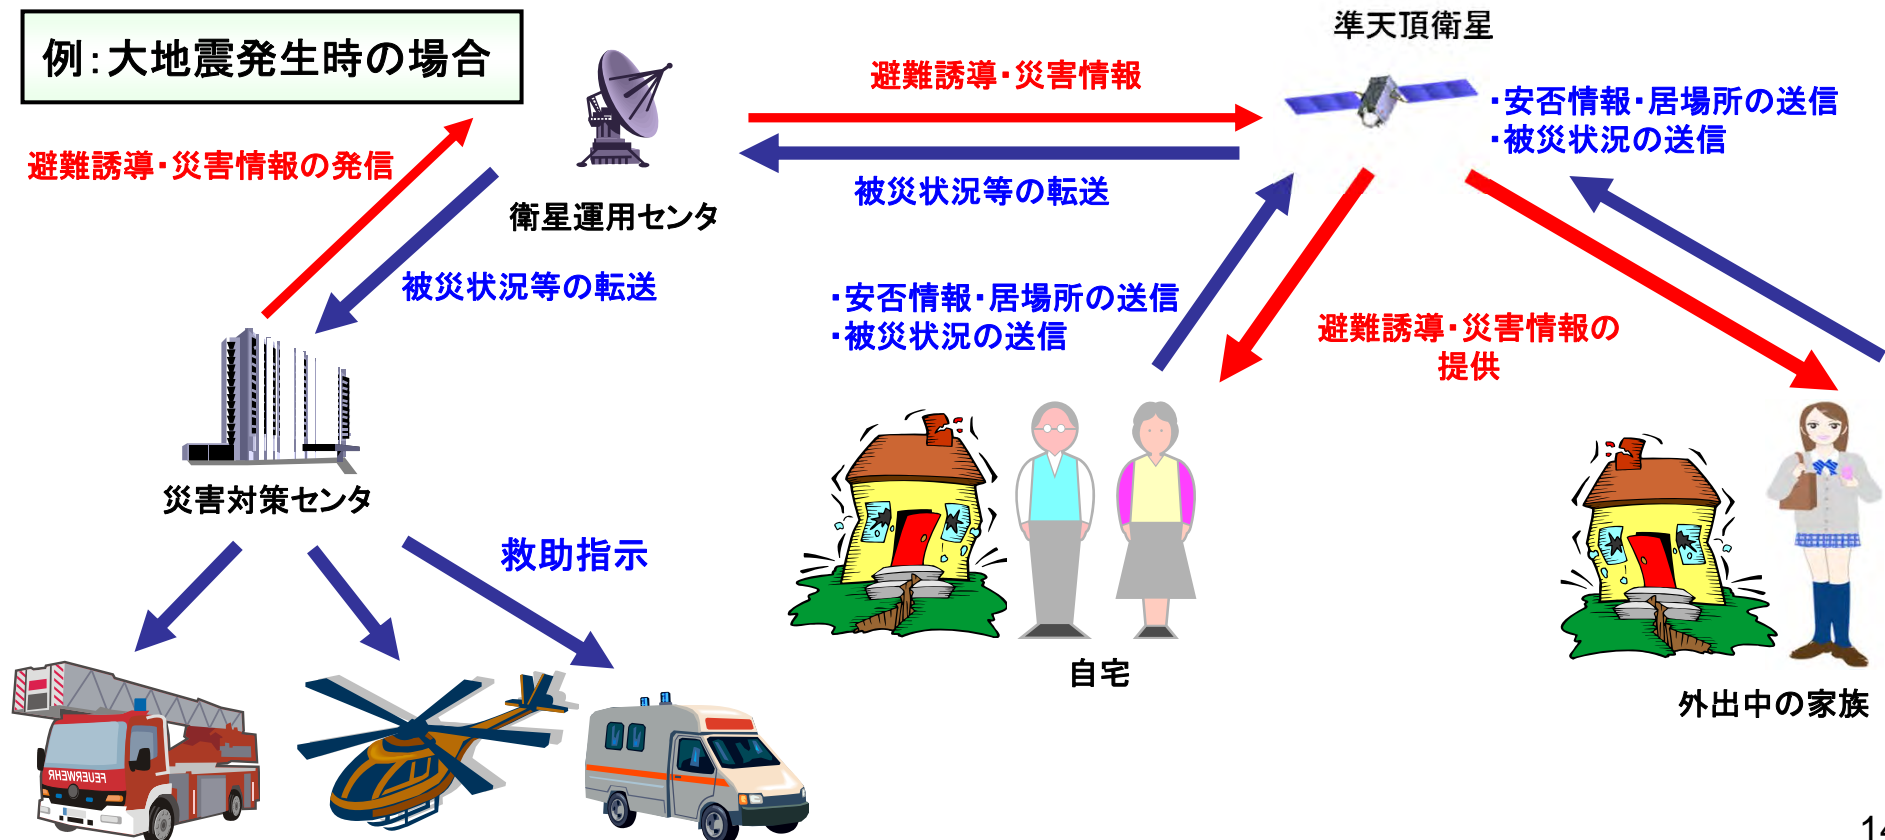 例：大地震発生時の場合
準天頂衛星
避難誘導・災害情報
・安否情報・居場所の送信
・被災状況の送信
避難誘導・災害情報の発信
被災状況等の転送
衛星運用センタ
被災状況等の転送
・安否情報・居場所の送信
・被災状況の送信
避難誘導・災害情報の
提供
災害対策センタ
救助指示
自宅
外出中の家族
FEUERWEHR